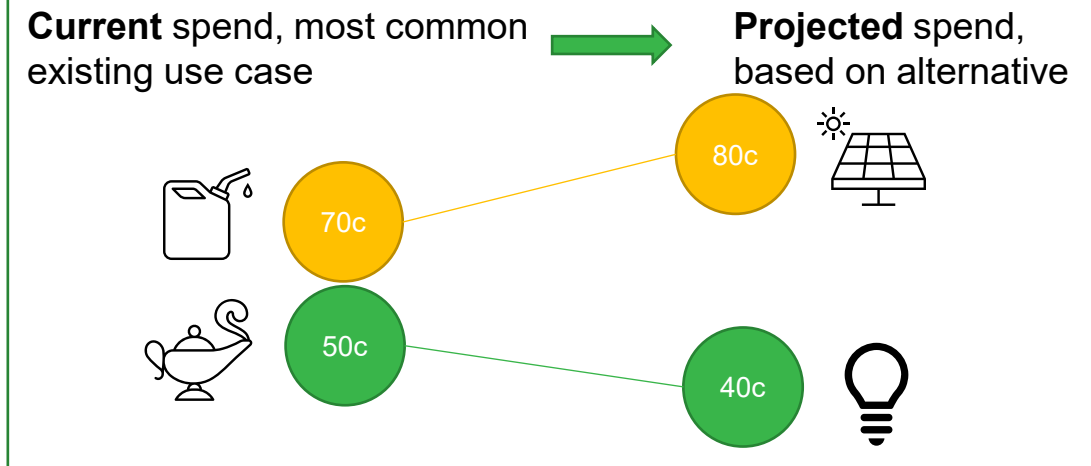 Current spend, most common
existing use case
Projected spend,
based on alternative
70c
80c
50c
40c